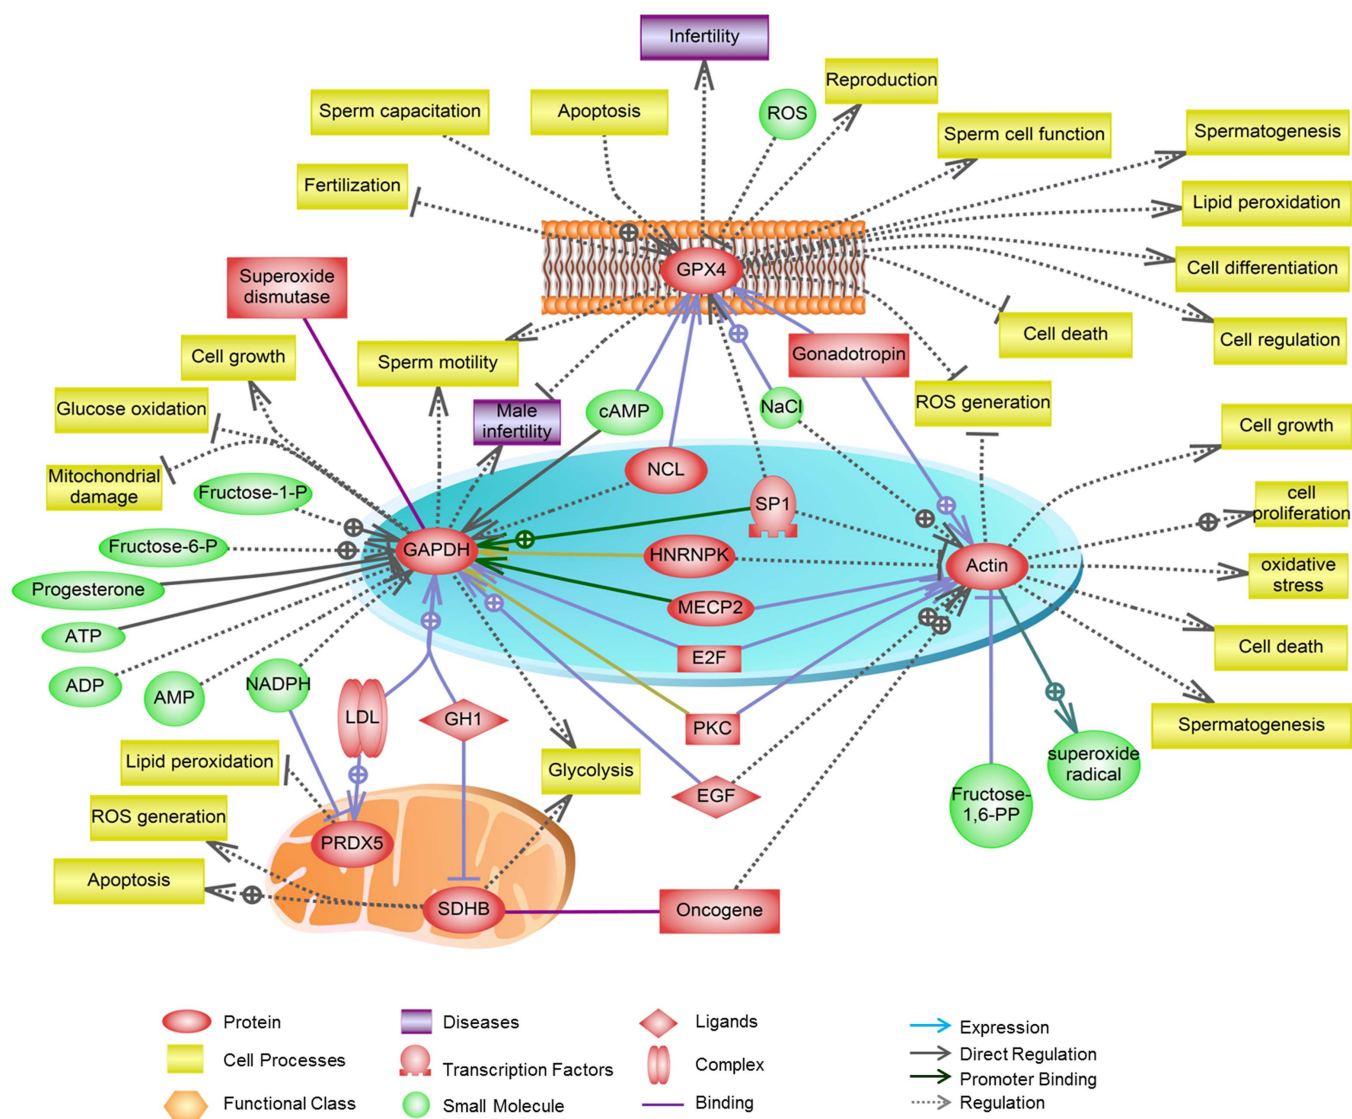 Infertility
Reproduction
Sperm capacitation
Apoptosis
ROS
Sperm cell function
Spermatogenesis
Fertilization
Lipid peroxidation
GPX4
Cell differentiation
Superoxide
dismutase
Cell death
Cell regulation
Cell growth
Sperm motility
Gonadotropin
Glucose oxidation
Male
infertility
cAMP
NaCl
ROS generation
Cell growth
Mitochondrial
damage
Fructose-1-P
NCL
SP1
cell
proliferation
Fructose-6-P
GAPDH
HNRNPK
Actin
oxidative
stress
Progesterone
MECP2
ATP
E2F
Cell death
ADP
AMP
NADPH
LDL
GH1
PKC
Spermatogenesis
Lipid peroxidation
Glycolysis
superoxide
radical
EGF
Fructose-
1,6-PP
ROS generation
PRDX5
Apoptosis
SDHB
Oncogene
Protein
Diseases
Ligands
Expression
Cell Processes
Transcription Factors
Complex
Direct Regulation
Promoter Binding
Functional Class
Small Molecule
Binding
Regulation